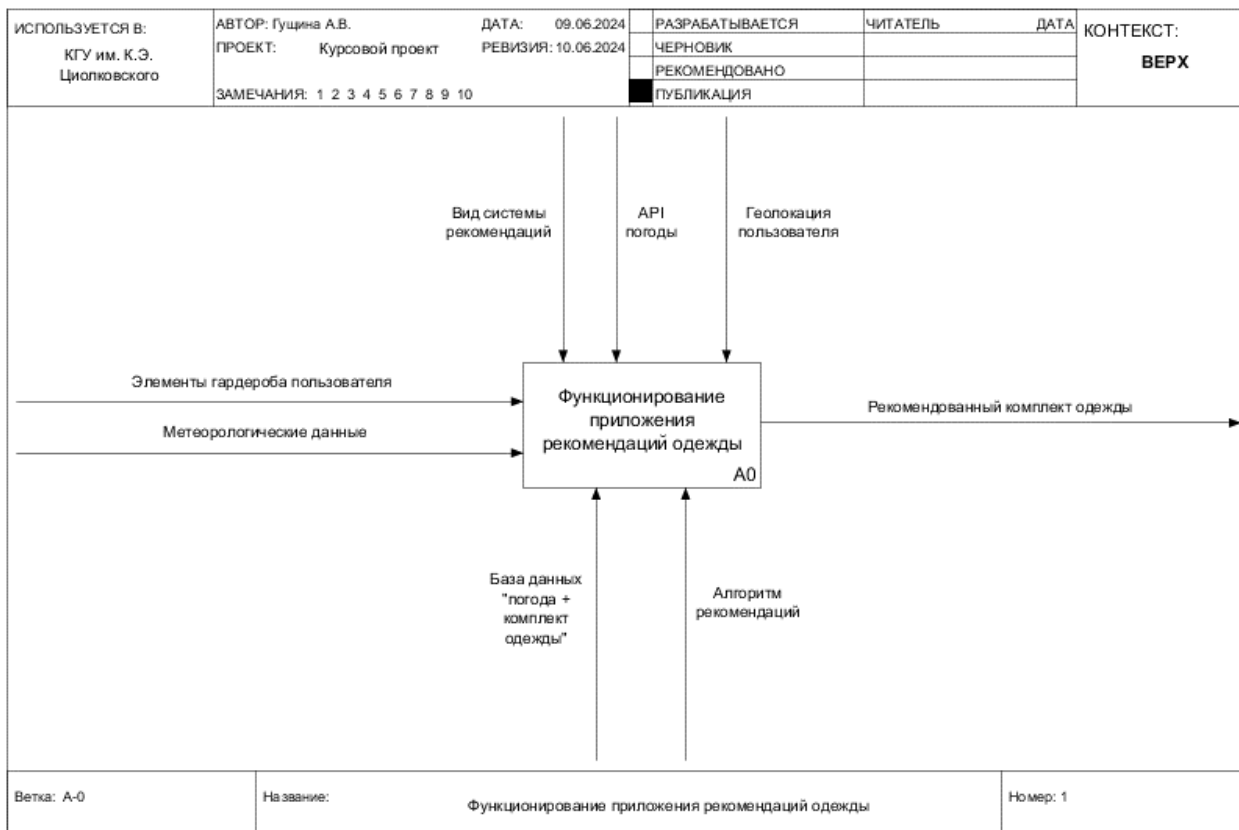 ИСПОЛЬЗУЕТСЯ В:
КГУ им. К.Э.
Циолковского
АВТОР: Гущина А.В.
ДАТА: 09.06.2024
ПРОЕКТ: Курсовой проект
РЕВИЗИЯ: 10.06.2024
ЗАМЕЧАНИЯ: 1 2 3 4 5 6 7 8 9 10
РАЗРАБАТЫВАЕТСЯ
ЧЕРНОВИК
РЕКОМЕНДОВАНО
ПУБЛИКАЦИЯ
ЧИТАТЕЛЬ ДАТА
КОНТЕКСТ:
ВЕРХ
Вид системы
рекомендаций
API
погоды
Геолокация
пользователя
Элементы гардероба пользователя
Метеорологические данные
Функционирование
приложения
рекомендаций одежды
A0
Рекомендованный комплект одежды
База данных
"погода +
комплект
одежды"
Алгоритм
рекомендаций
Ветка: A-0
Название:
Функционирование приложения рекомендаций одежды
Номер: 1